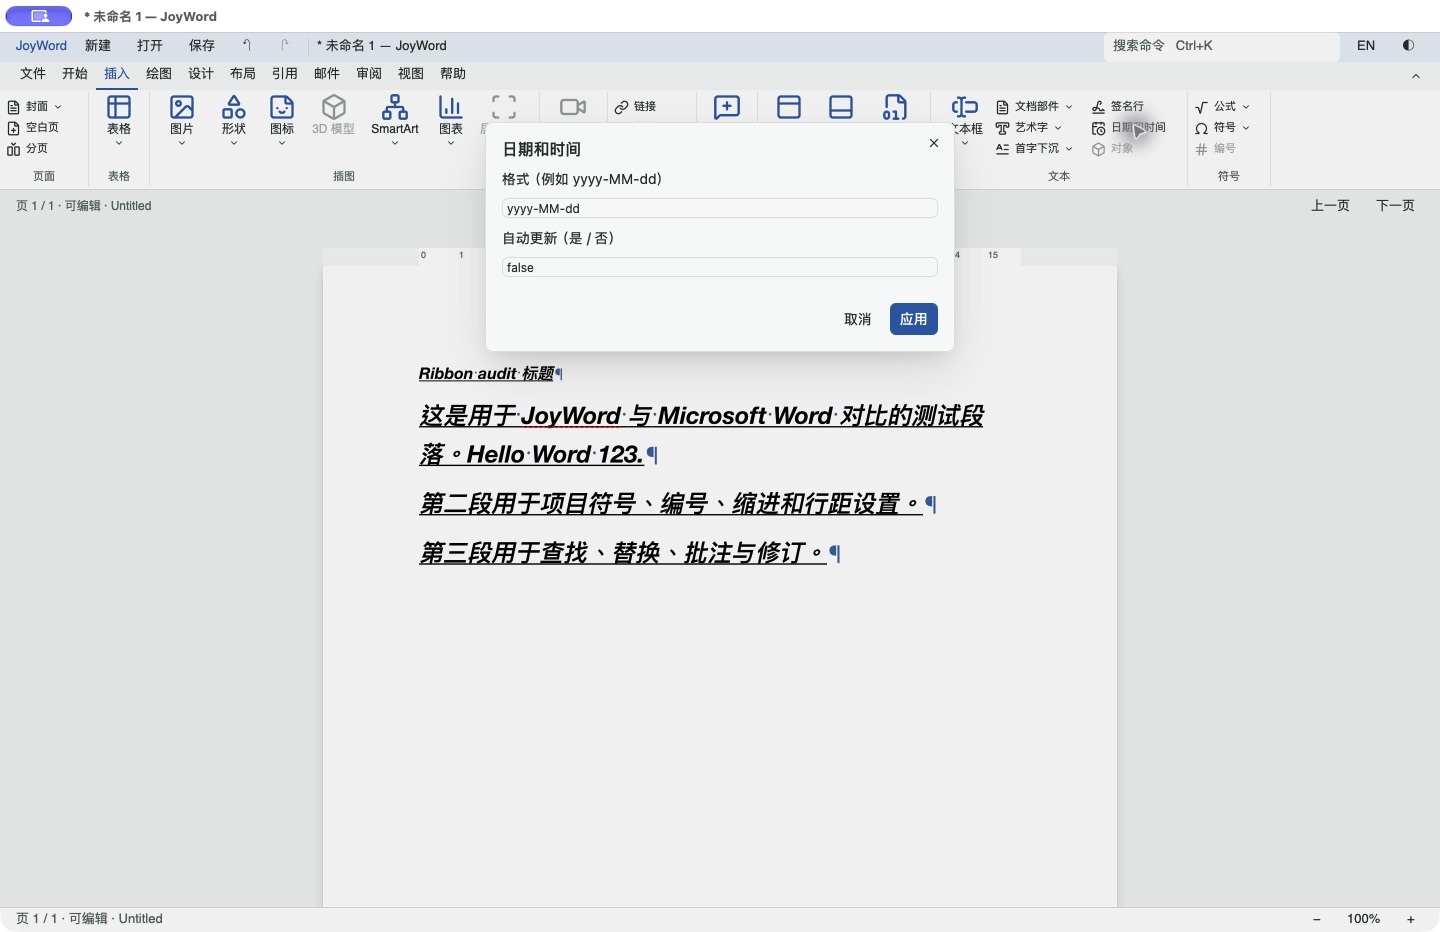 * 未命名 1 — JoyWord
JoyWord 新建 打开 保存 * 未命名 1 — JoyWord 搜索命令 Ctrl+K EN
文件 开始 插入 绘图 设计 布局 引用 邮件 审阅 视图 帮助
封面
空白页
分页
页面
表格
表格
图片 形状 图标 3D 模型 SmartArt 图表
插图
链接
01
文本框
文档部件
艺术字
首字下沉
签名行
日期和时间
对象
文本
公式
符号
编号
符号
页 1 / 1 · 可编辑 · Untitled 上一页 下一页
日期和时间
格式 (例如 yyyy-MM-dd)
yyyy-MM-dd
自动更新 (是 / 否)
false
取消 应用
0 1 4 15
Ribbon·audit·标题¶
这是用于·JoyWord·与·Microsoft·Word·对比的测试段
落。Hello·Word·123.¶
第二段用于项目符号、编号、缩进和行距设置。¶
第三段用于查找、替换、批注与修订。¶
页 1 / 1 · 可编辑 · Untitled − 100% +